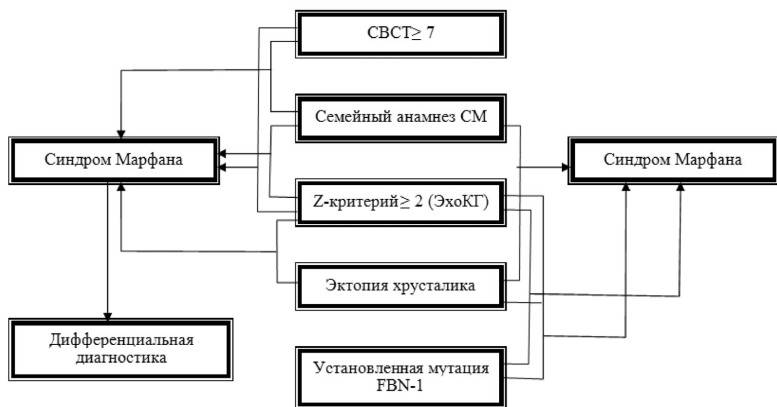 СВСТ≥ 7
Семейный анамнез СМ
Синдром Марфана
Синдром Марфана
Z-критерий≥ 2 (ЭхоКГ)
Эктопия хрусталика
Дифференциальная
диагностика
Установленная мутация
FBN-1